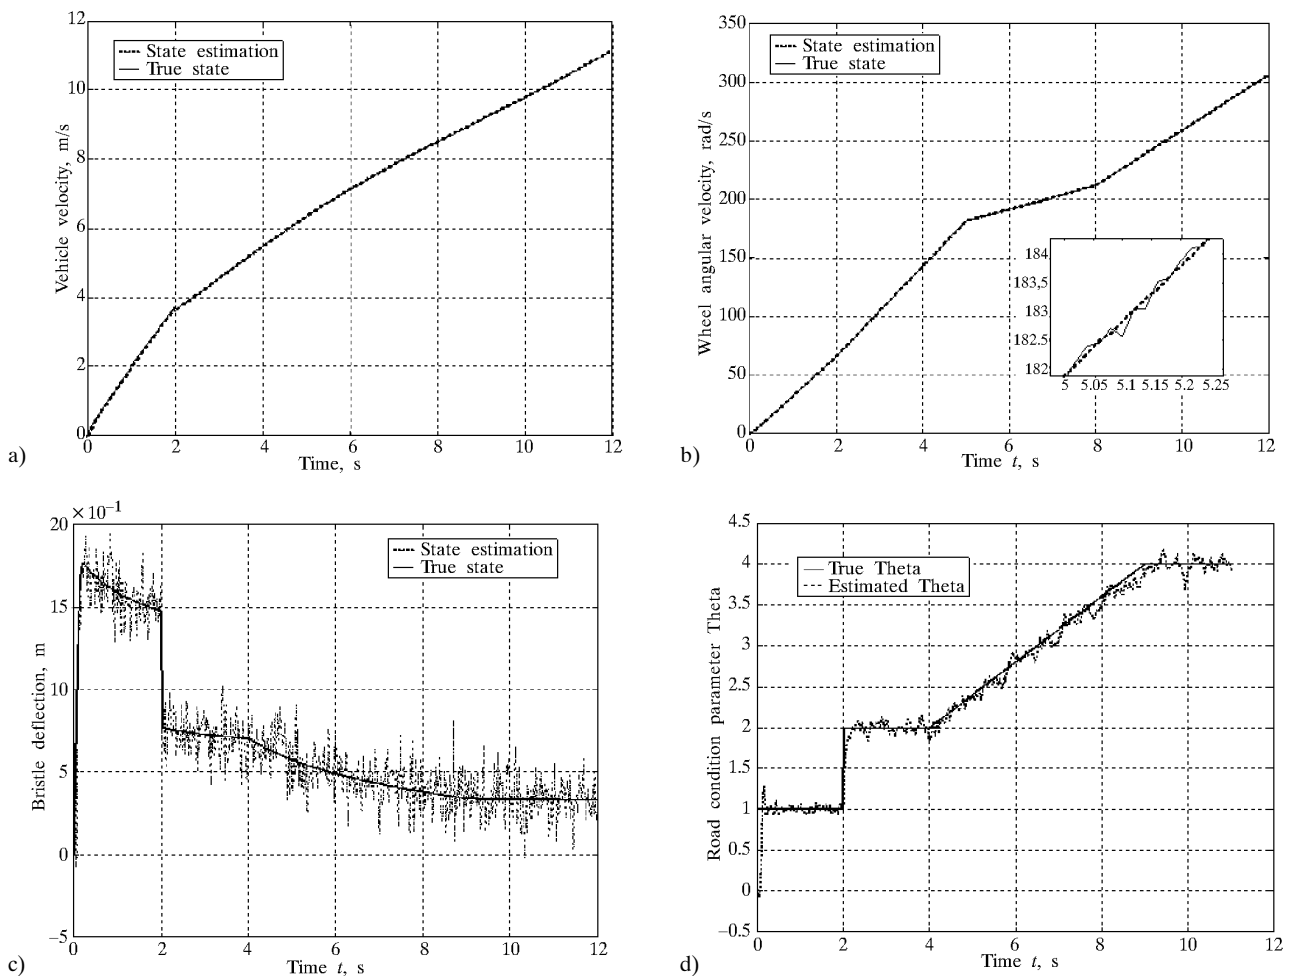 12
10
8
6
4
2
0
0 2 4 6 8 10 12
Vehicle velocity, m/s
State estimation
True state
Time, s
a)
350
300
250
200
150
100
50
0
0 2 4 6 8 10 12
Wheel angular velocity, rad/s
State estimation
True state
184
183,5
183
182.5
182
5 5.05 5.1 5.15 5.2 5.25
Time t, s
b)
20 ×10⁻¹
15
10
5
0
−5
0 2 4 6 8 10 12
Bristle deflection, m
State estimation
True state
Time t, s
c)
4.5
4
3.5
3
2.5
2
1.5
1
0.5
0
−0.5
0 2 4 6 8 10 12
Road condition parameter Theta
True Theta
Estimated Theta
Time t, s
d)